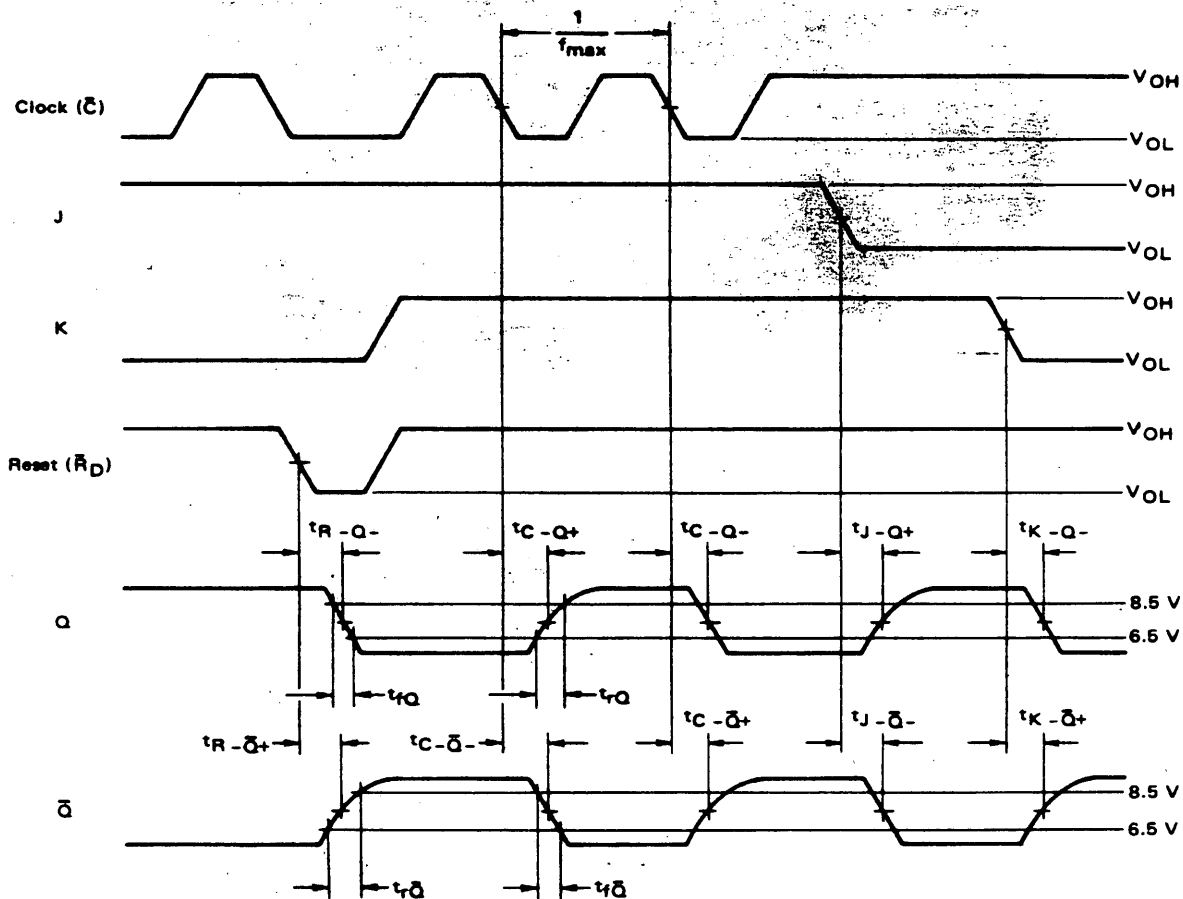 1
fmax
Clock (C̄)
VOH
VOL
J
VOH
VOL
K
VOH
VOL
Reset (R̄D)
VOH
VOL
tR-Q-
tC-Q+
tC-Q-
tJ-Q+
tK-Q-
Q
8.5 V
6.5 V
tfQ
trQ
tR-Q̄+
tC-Q̄-
tC-Q̄+
tJ-Q̄-
tK-Q̄+
Q̄
8.5 V
6.5 V
trQ̄
tfQ̄